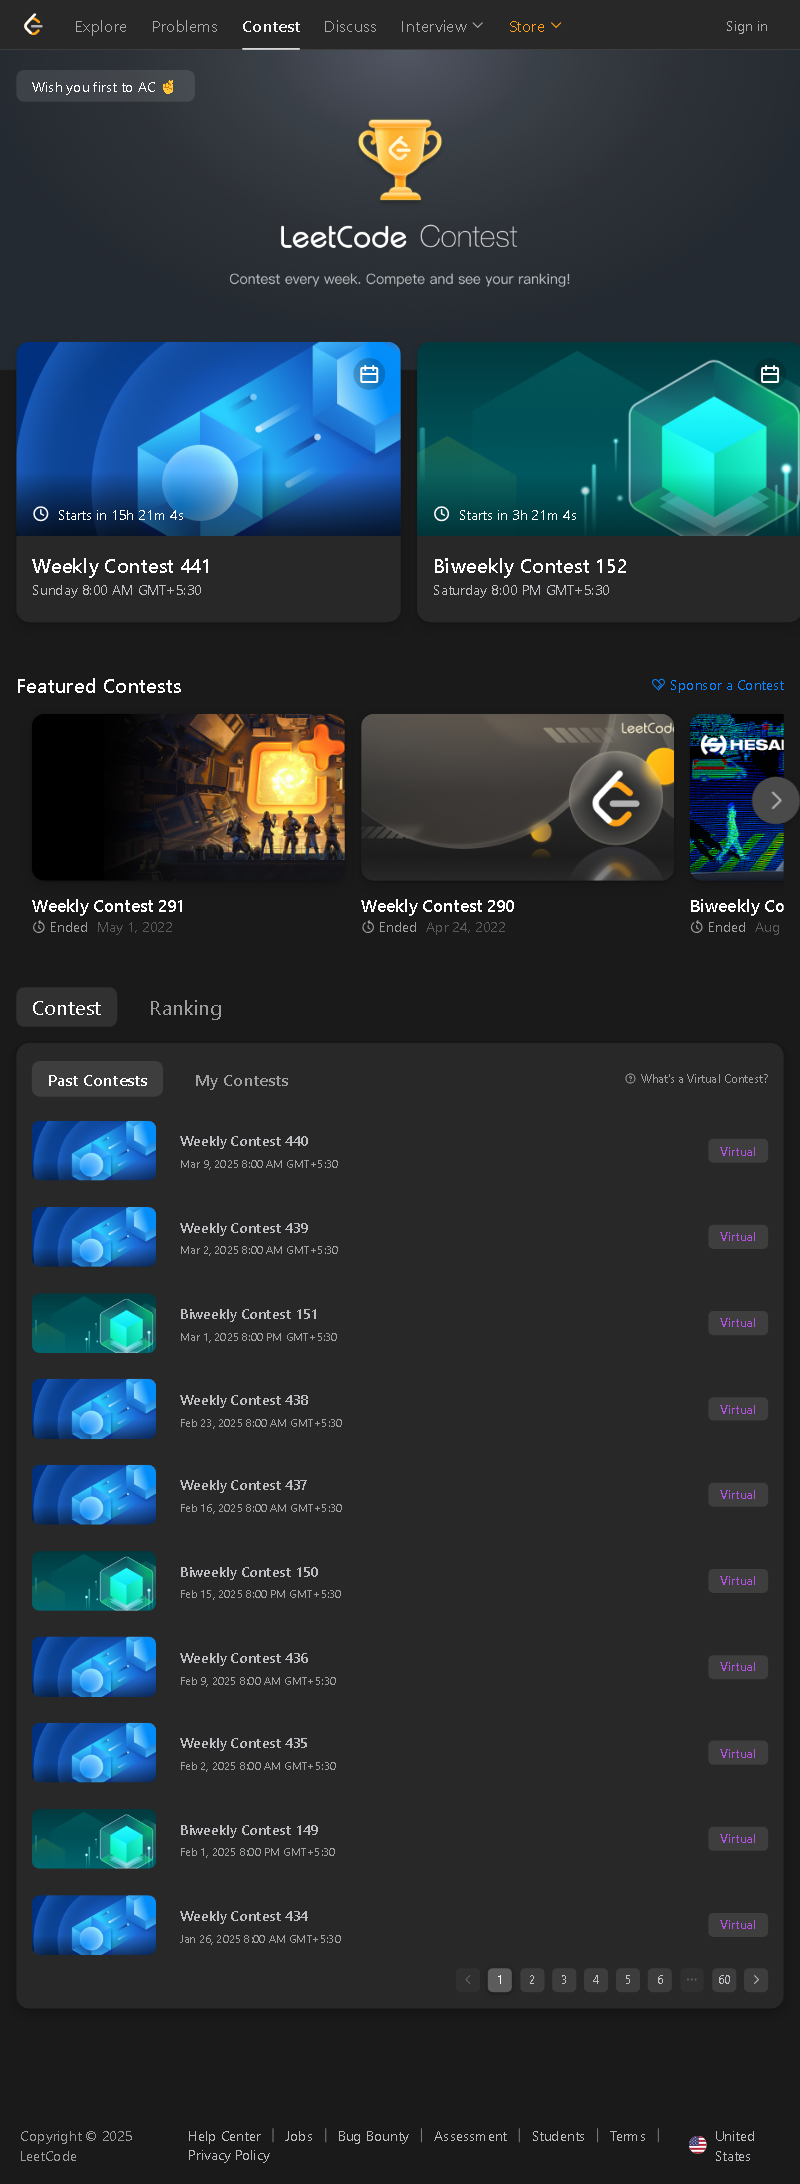 Explore
Problems
Contest
Discuss
Interview
Store
Sign in
Wish you first to AC ✌
LeetCode Contest
Contest every week. Compete and see your ranking!
Starts in 15h 21m 4s
Weekly Contest 441
Sunday 8:00 AM GMT+5:30
Starts in 3h 21m 4s
Biweekly Contest 152
Saturday 8:00 PM GMT+5:30
Featured Contests
Sponsor a Contest
Weekly Contest 291
Ended May 1, 2022
LeetCod
Weekly Contest 290
Ended Apr 24, 2022
HESAI
Biweekly Co
Ended Aug
Contest
Ranking
Past Contests
My Contests
What's a Virtual Contest?
Weekly Contest 440
Mar 9, 2025 8:00 AM GMT+5:30
Virtual
Weekly Contest 439
Mar 2, 2025 8:00 AM GMT+5:30
Virtual
Biweekly Contest 151
Mar 1, 2025 8:00 PM GMT+5:30
Virtual
Weekly Contest 438
Feb 23, 2025 8:00 AM GMT+5:30
Virtual
Weekly Contest 437
Feb 16, 2025 8:00 AM GMT+5:30
Virtual
Biweekly Contest 150
Feb 15, 2025 8:00 PM GMT+5:30
Virtual
Weekly Contest 436
Feb 9, 2025 8:00 AM GMT+5:30
Virtual
Weekly Contest 435
Feb 2, 2025 8:00 AM GMT+5:30
Virtual
Biweekly Contest 149
Feb 1, 2025 8:00 PM GMT+5:30
Virtual
Weekly Contest 434
Jan 26, 2025 8:00 AM GMT+5:30
Virtual
1 2 3 4 5 6 ··· 60
Copyright © 2025
LeetCode
Help Center | Jobs | Bug Bounty | Assessment | Students | Terms |
Privacy Policy
United
States